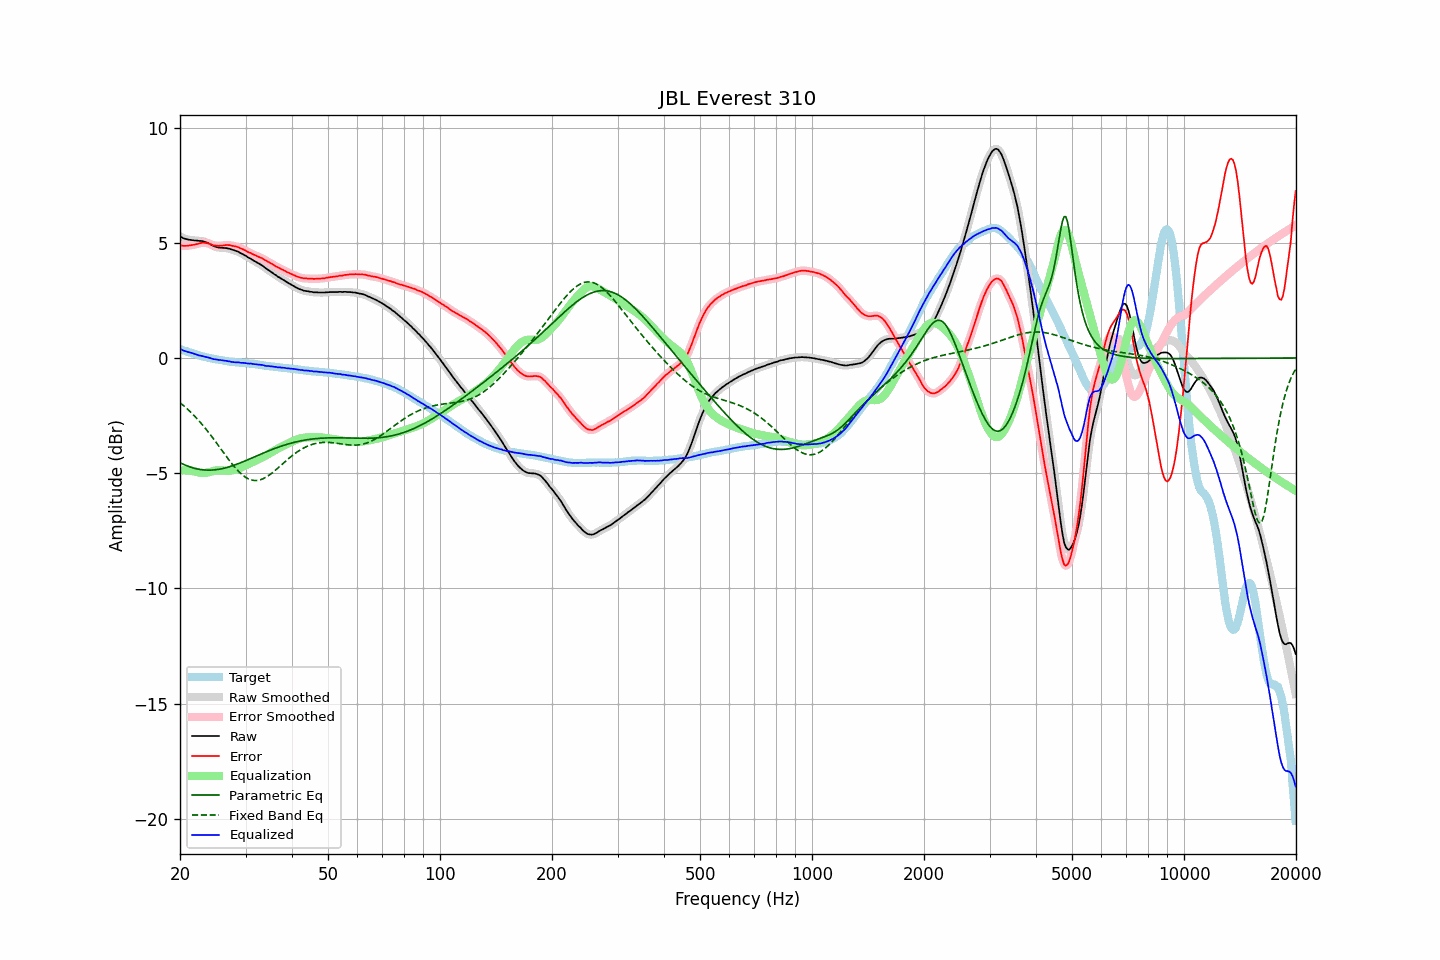 JBL Everest 310
10
5
0
−5
−10
−15
−20
Amplitude (dBr)
Target
Raw Smoothed
Error Smoothed
Raw
Error
Equalization
Parametric Eq
Fixed Band Eq
Equalized
20 50 100 200 500 1000 2000 5000 10000 20000
Frequency (Hz)